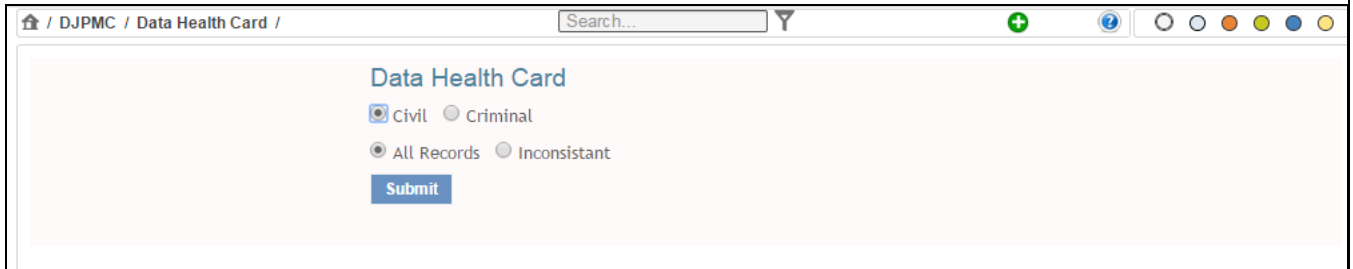 / DJPMC / Data Health Card /
Search...
?
Data Health Card
Civil Criminal
All Records Inconsistant
Submit